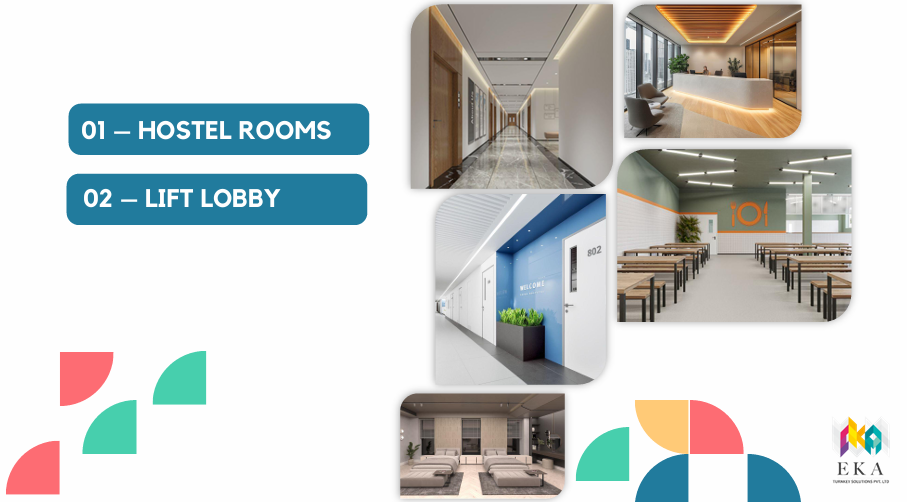 01 – HOSTEL ROOMS
02 – LIFT LOBBY
WELCOME
802
EKA
TURNKEY SOLUTIONS PVT. LTD